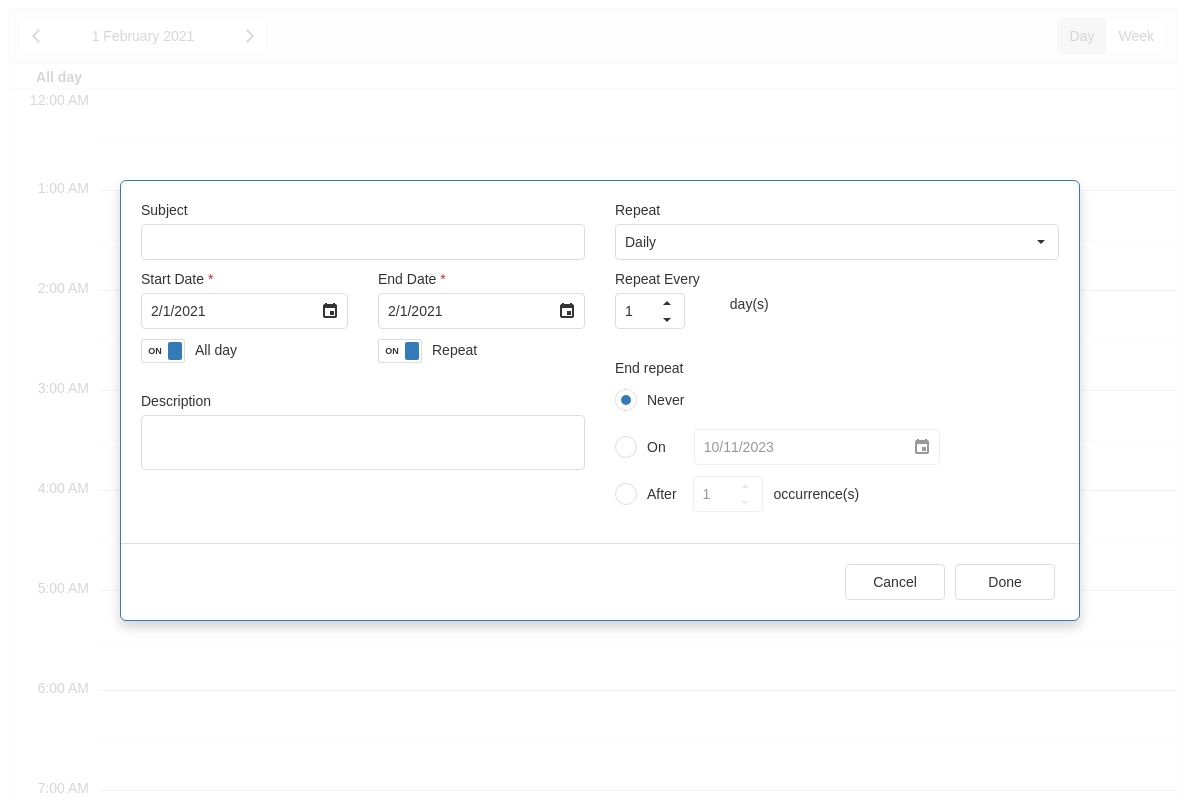 1 February 2021
Day
Week
All day
12:00 AM
1:00 AM
2:00 AM
3:00 AM
4:00 AM
5:00 AM
6:00 AM
7:00 AM
Subject
Start Date *
End Date *
2/1/2021
2/1/2021
ON All day
ON Repeat
Description
Repeat
Daily
Repeat Every
1
day(s)
End repeat
Never
On
10/11/2023
After
1
occurrence(s)
Cancel
Done